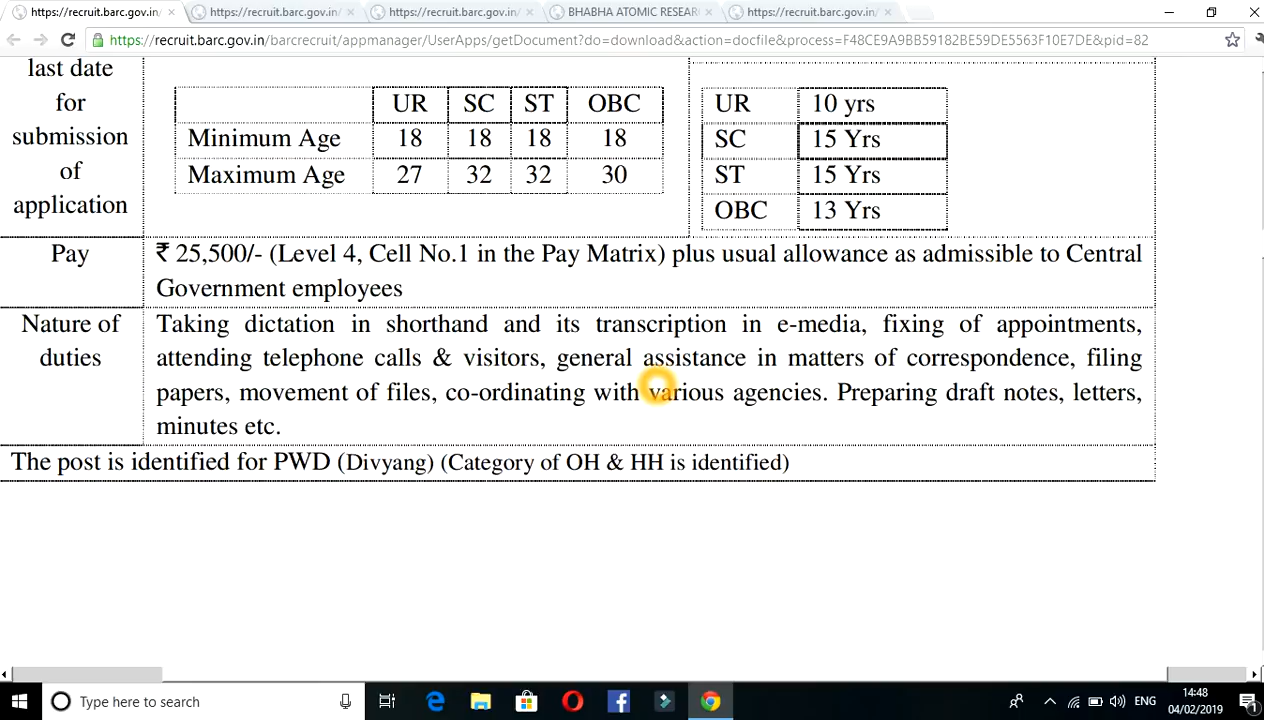 https://recruit.barc.gov.in/ https://recruit.barc.gov.in/ https://recruit.barc.gov.in/ BHABHA ATOMIC RESEAR https://recruit.barc.gov.in/
https://recruit.barc.gov.in/barcrecruit/appmanager/UserApps/getDocument?do=download&action=docfile&process=F48CE9A9BB59182BE59DE5563F10E7DE&pid=82
last date
for
submission
of
application
UR SC ST OBC
Minimum Age 18 18 18 18
Maximum Age 27 32 32 30
UR 10 yrs
SC 15 Yrs
ST 15 Yrs
OBC 13 Yrs
Pay
₹ 25,500/- (Level 4, Cell No.1 in the Pay Matrix) plus usual allowance as admissible to Central
Government employees
Nature of
duties
Taking dictation in shorthand and its transcription in e-media, fixing of appointments,
attending telephone calls & visitors, general assistance in matters of correspondence, filing
papers, movement of files, co-ordinating with various agencies. Preparing draft notes, letters,
minutes etc.
The post is identified for PWD (Divyang) (Category of OH & HH is identified)
Type here to search
ENG
14:48
04/02/2019
1